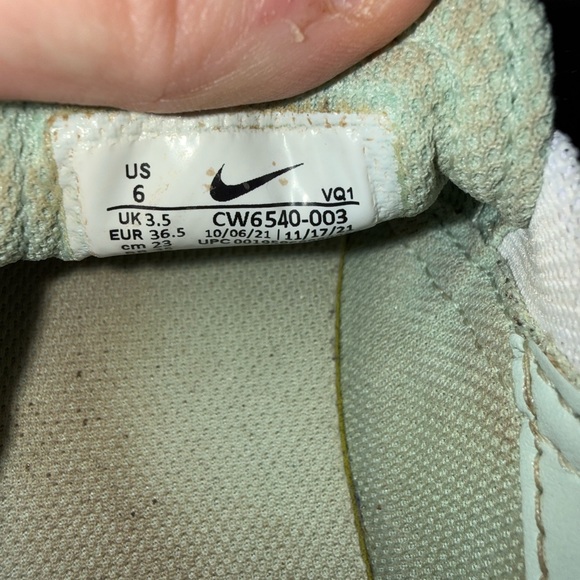 US
6
VQ1
UK 3.5
CW6540-003
EUR 36.5
10/06/21 | 11/17/21
cm 23
UPC